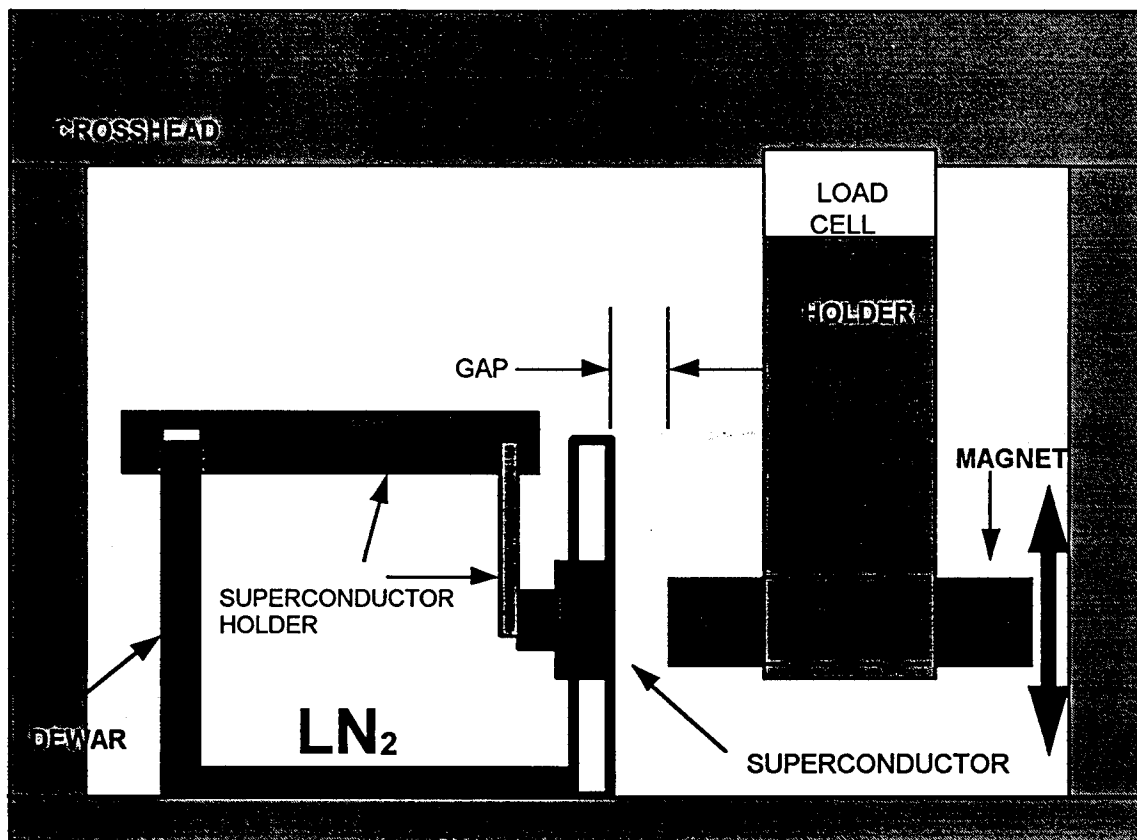 CROSSHEAD
LOAD
CELL
HOLDER
GAP
MAGNET
SUPERCONDUCTOR
HOLDER
DEWAR
LN₂
SUPERCONDUCTOR